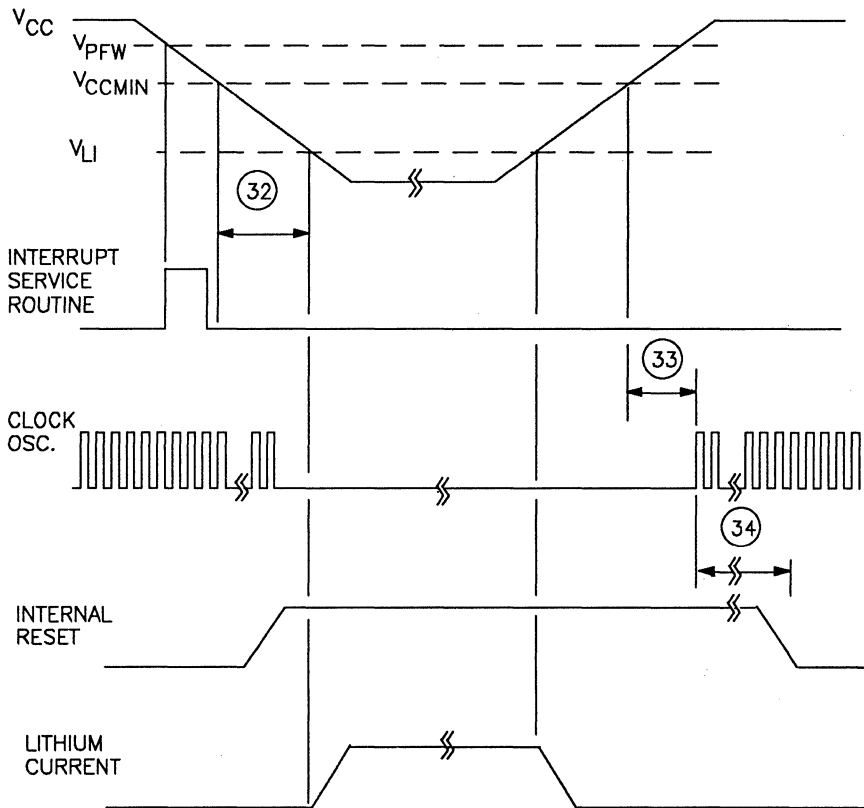 VCC
VPFW
VCCMIN
VLI
32
INTERRUPT
SERVICE
ROUTINE
33
CLOCK
OSC.
34
INTERNAL
RESET
LITHIUM
CURRENT